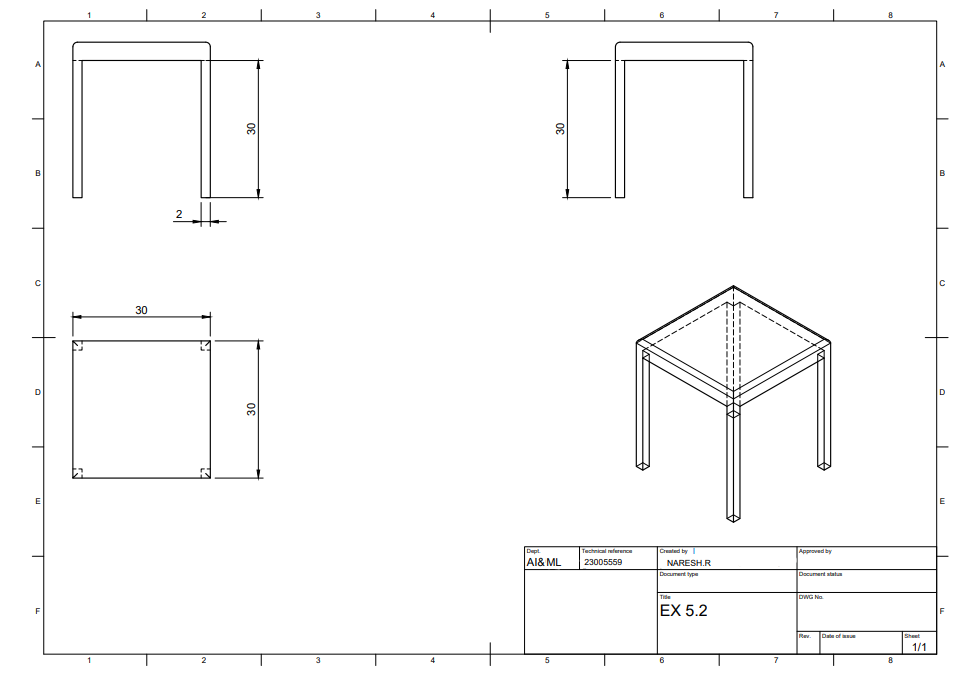 1 2 3 4 5 6 7 8
A A
30 30
B B
2
C C
30
D D
30
E E
Dept. Technical reference Created by Approved by
AI&ML 23005559 NARESH.R
Document type Document status
Title DWG No.
EX 5.2
F F
Rev. Date of issue Sheet
1/1
1 2 3 4 5 6 7 8